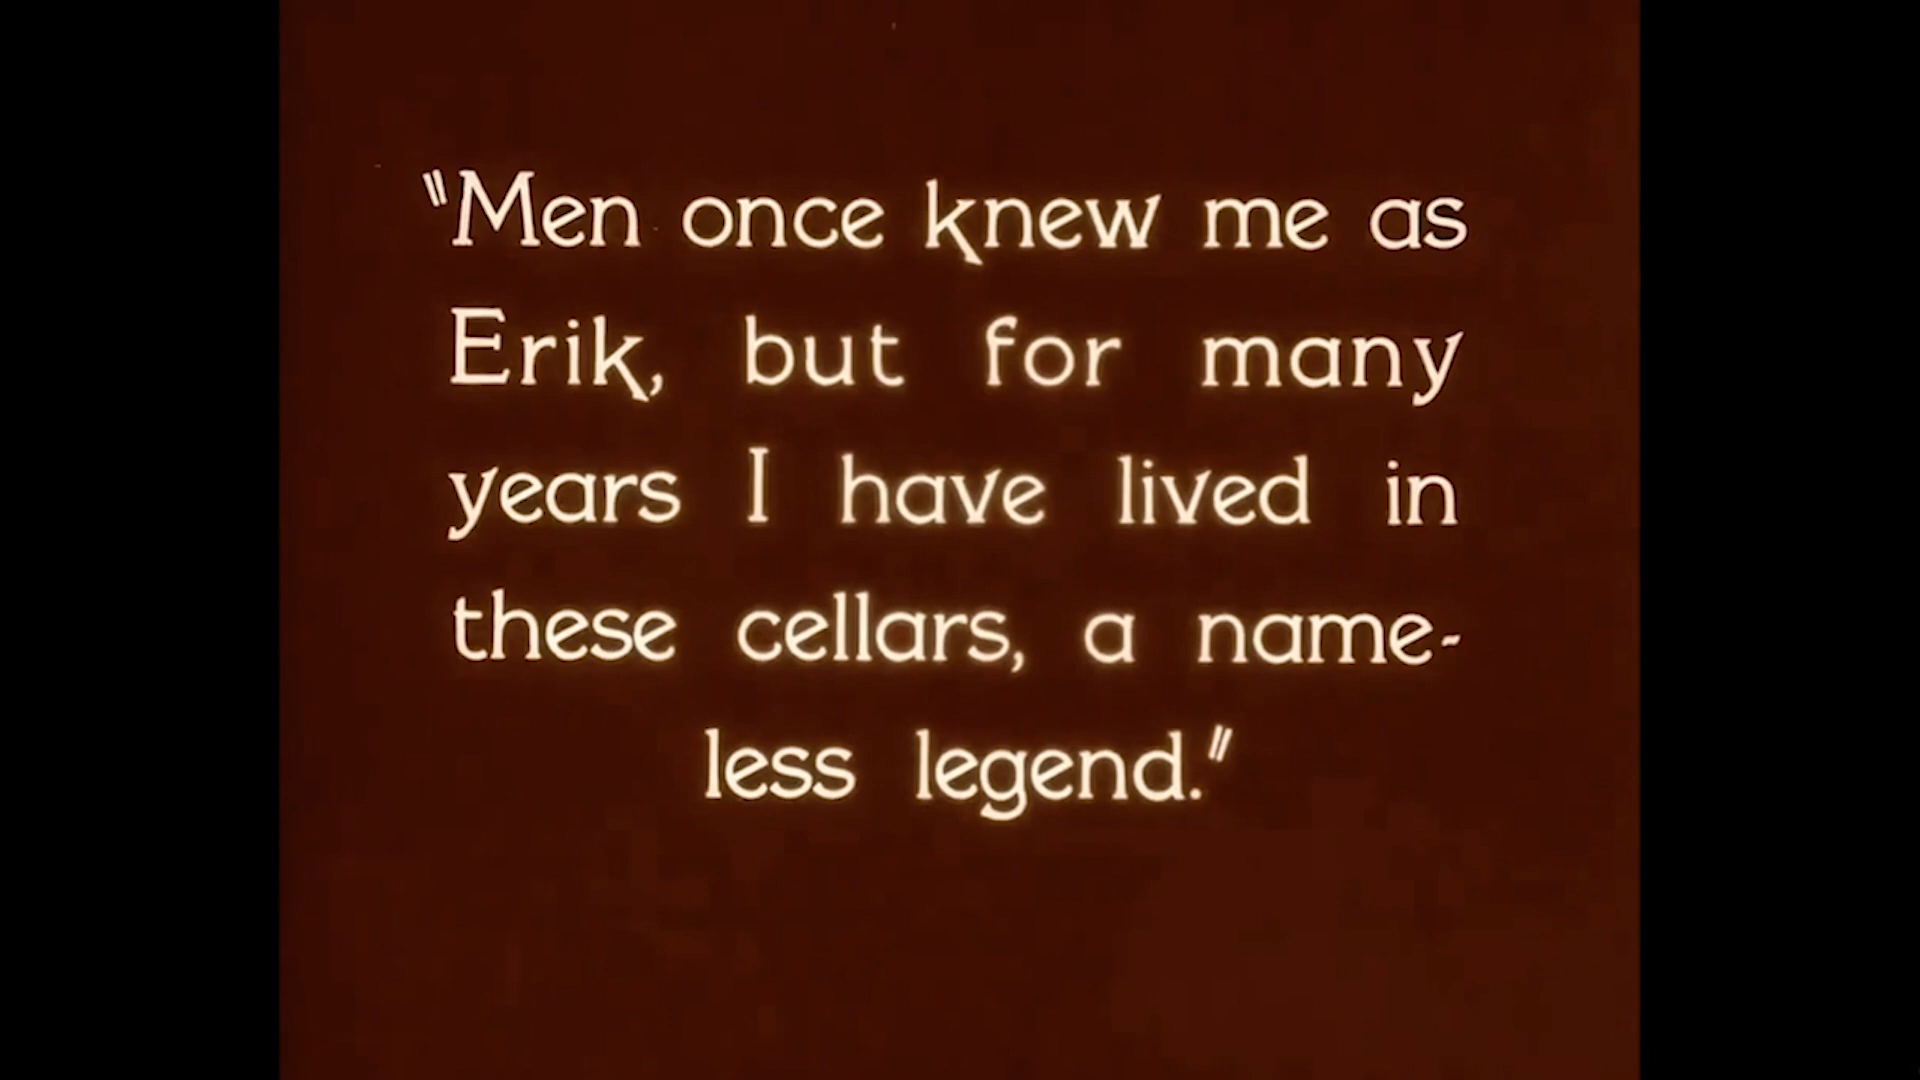 "Men once knew me as
Erik, but for many
years I have lived in
these cellars, a name-
less legend."